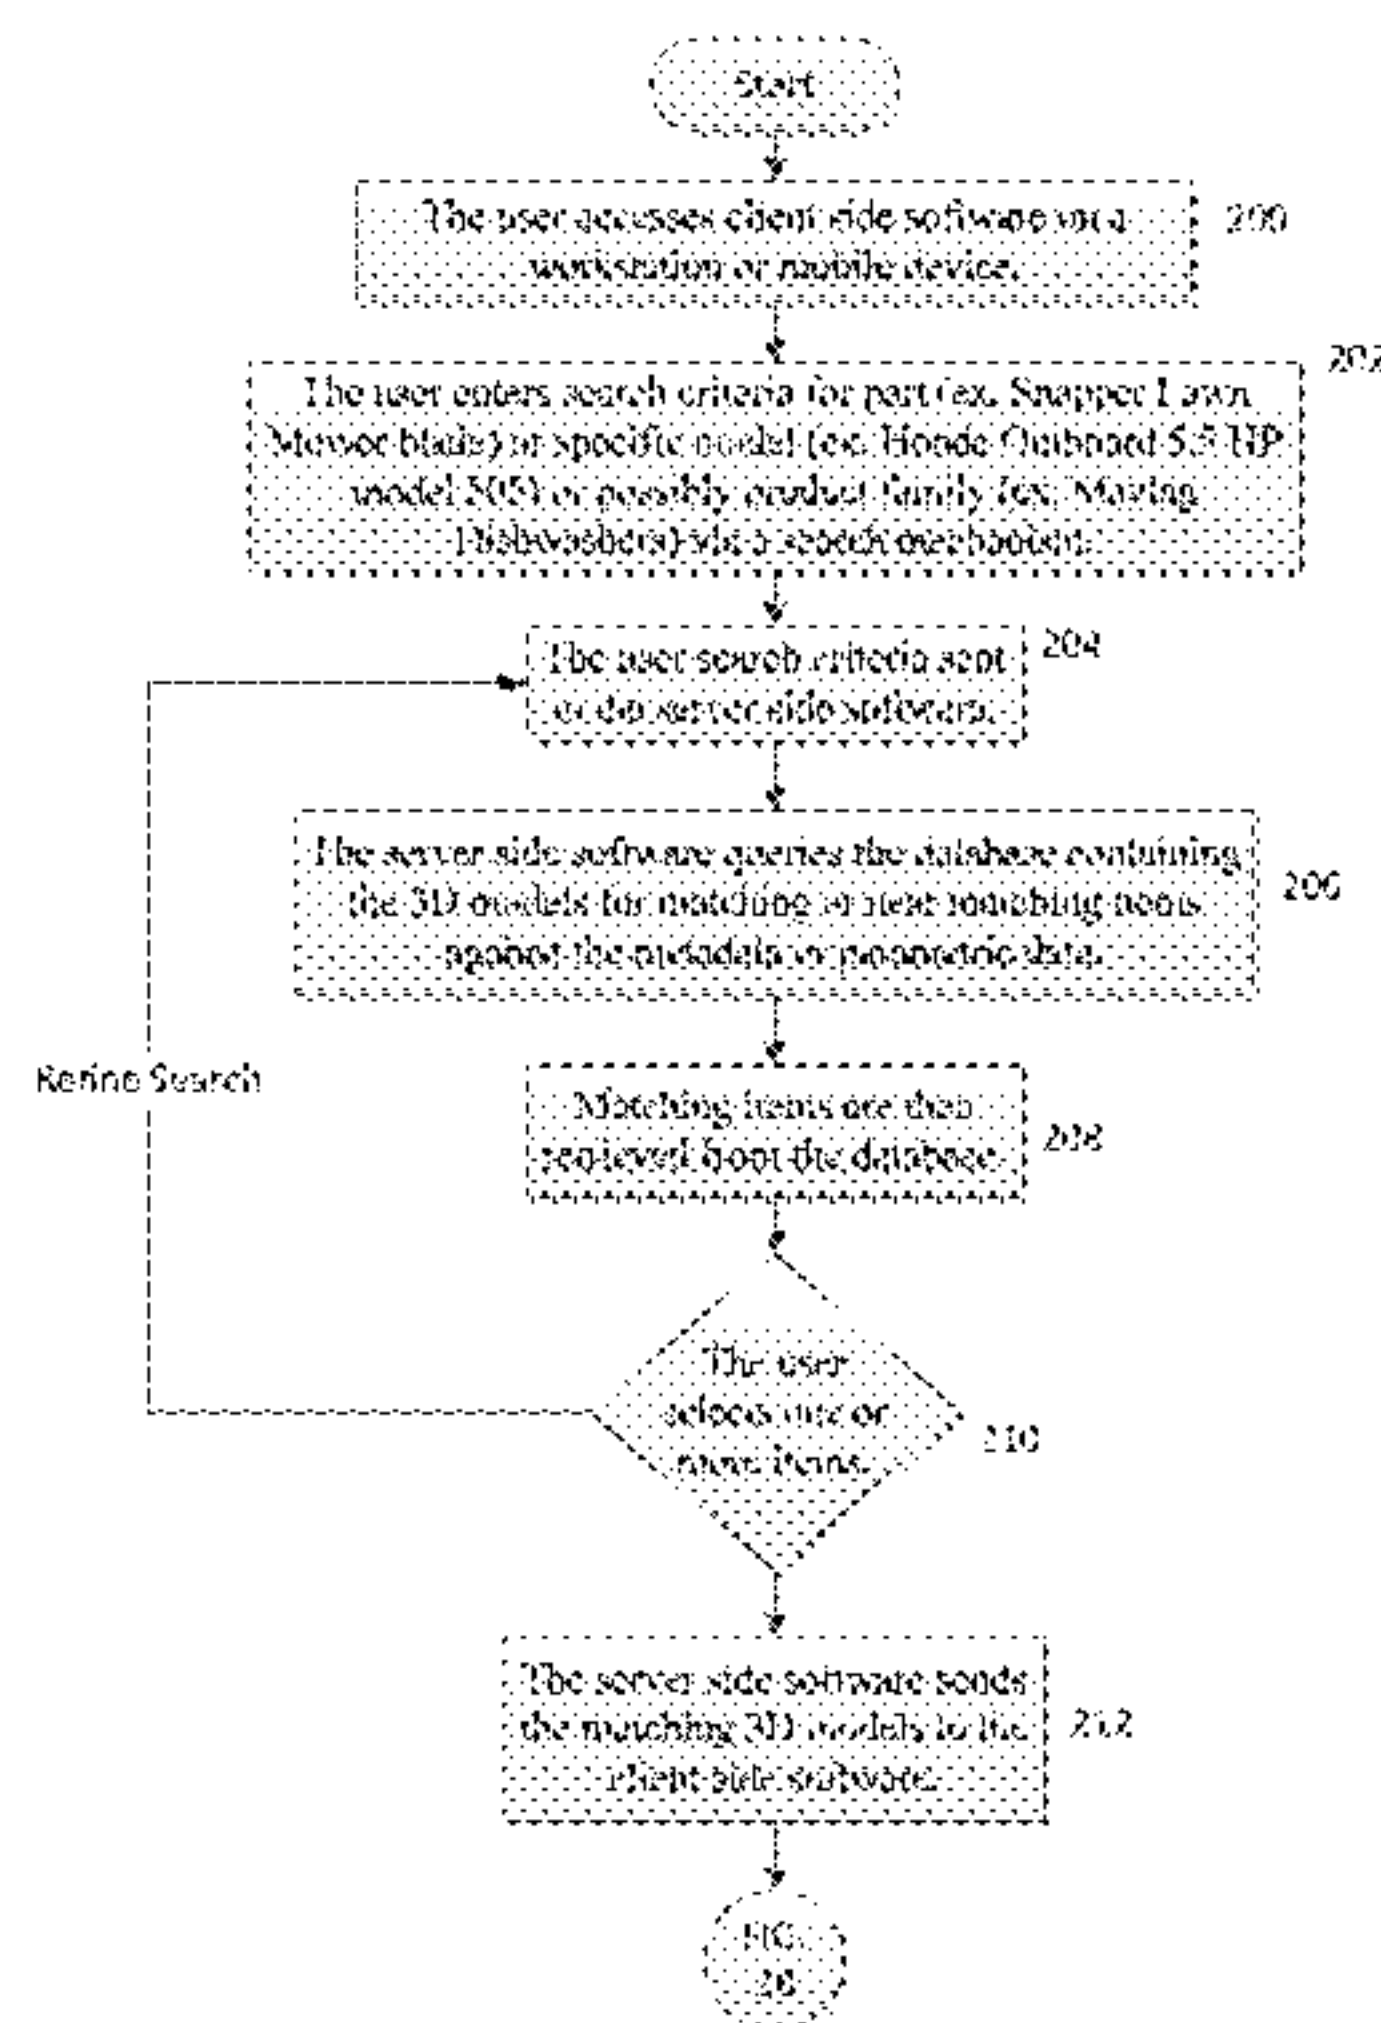 Start
The user accesses client side software via a
workstation or mobile device.
200
202
The user enters search criteria for part (ex. Snapper Lawn
Mower blade) or specific model (ex. Honda Outboard 5.5 HP
model 505) or possibly product family (ex. Maytag
Dishwashers) via a search mechanism.
The user search criteria sent
server side software.
204
The server side software queries the database containing
the 3D models for matching or near matching items
against the metadata or parametric data.
206
Refine Search
Matching items are then
retrieved from the database.
208
The user
selects one or
more items.
210
The server side software sends
the matching 3D models to the
client side software.
212
FIG.